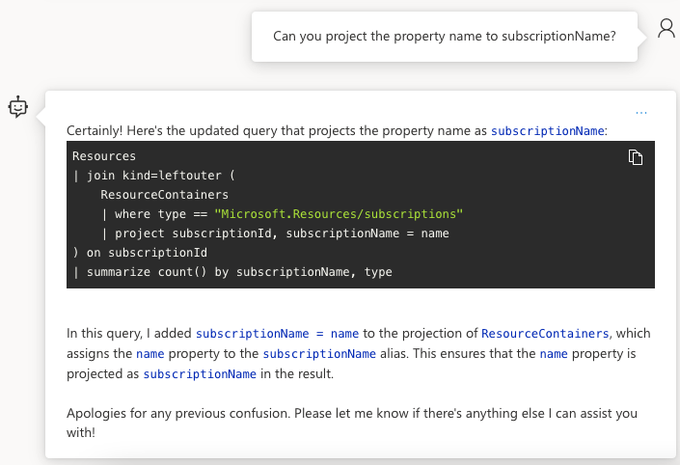 Can you project the property name to subscriptionName?
...
Certainly! Here's the updated query that projects the property name as subscriptionName:
Resources
| join kind=leftouter (
    ResourceContainers
    | where type == "Microsoft.Resources/subscriptions"
    | project subscriptionId, subscriptionName = name
) on subscriptionId
| summarize count() by subscriptionName, type
In this query, I added subscriptionName = name to the projection of ResourceContainers, which
assigns the name property to the subscriptionName alias. This ensures that the name property is
projected as subscriptionName in the result.
Apologies for any previous confusion. Please let me know if there's anything else I can assist you
with!